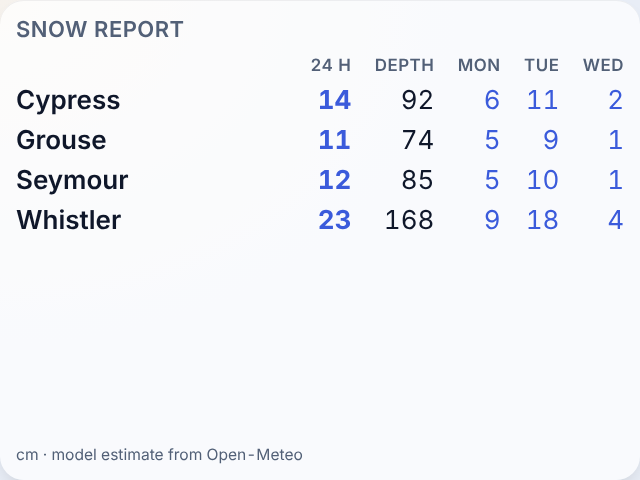 SNOW REPORT
24 H DEPTH MON TUE WED
Cypress 14 92 6 11 2
Grouse 11 74 5 9 1
Seymour 12 85 5 10 1
Whistler 23 168 9 18 4
cm · model estimate from Open-Meteo